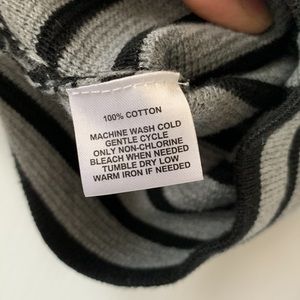 100% COTTON
MACHINE WASH COLD
GENTLE CYCLE
ONLY NON-CHLORINE
BLEACH WHEN NEEDED
TUMBLE DRY LOW
WARM IRON IF NEEDED